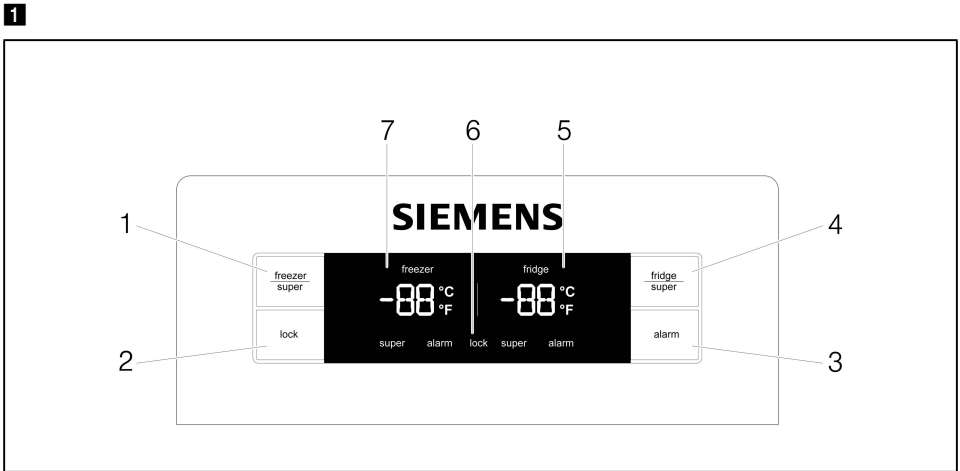 1
7 6 5
SIEMENS
1 4
freezer
super
freezer fridge
fridge
super
-88 °C °F -88 °C °F
lock
super alarm lock super alarm
alarm
2 3